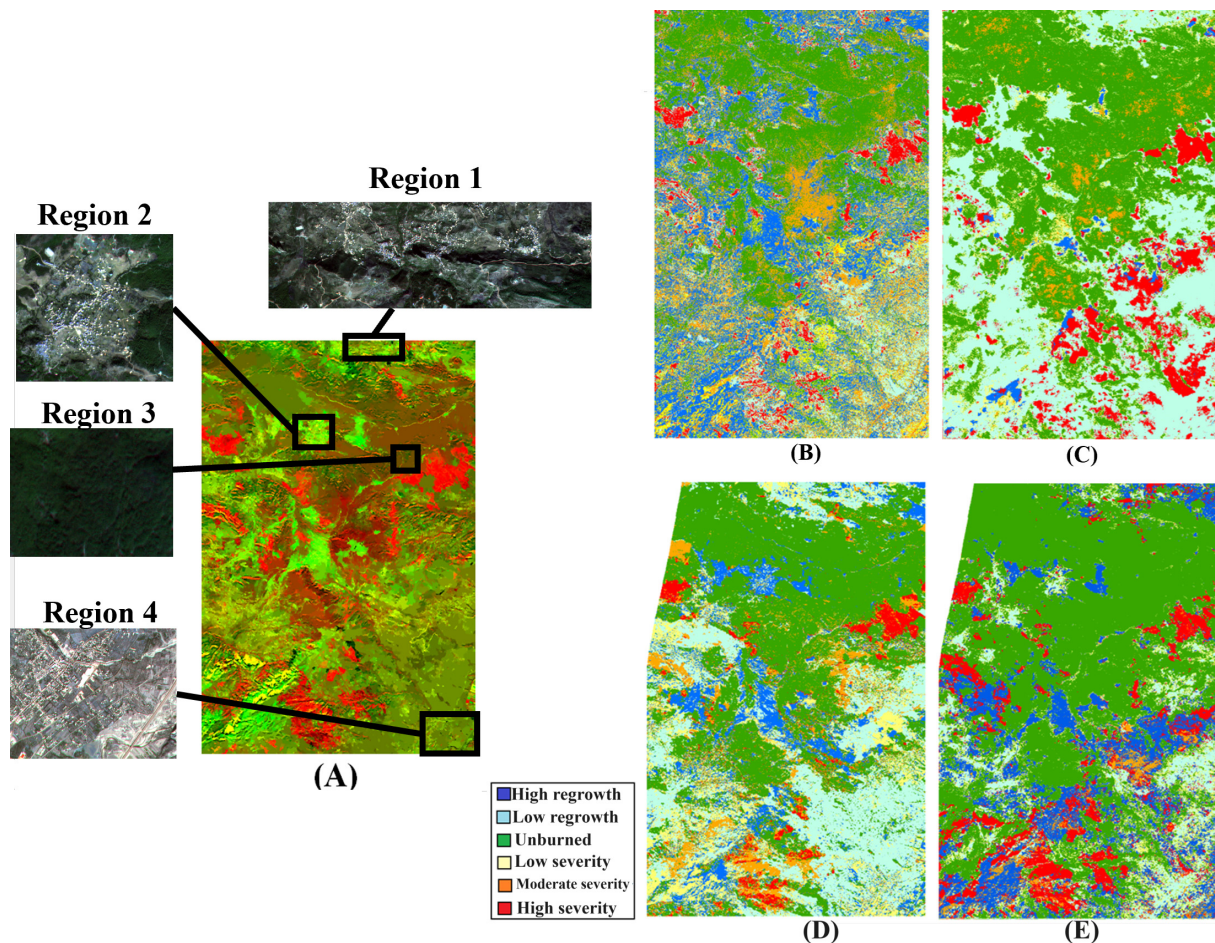 Region 1
Region 2
Region 3
Region 4
(A)
(B)
(C)
High regrowth
Low regrowth
Unburned
Low severity
Moderate severity
High severity
(D)
(E)